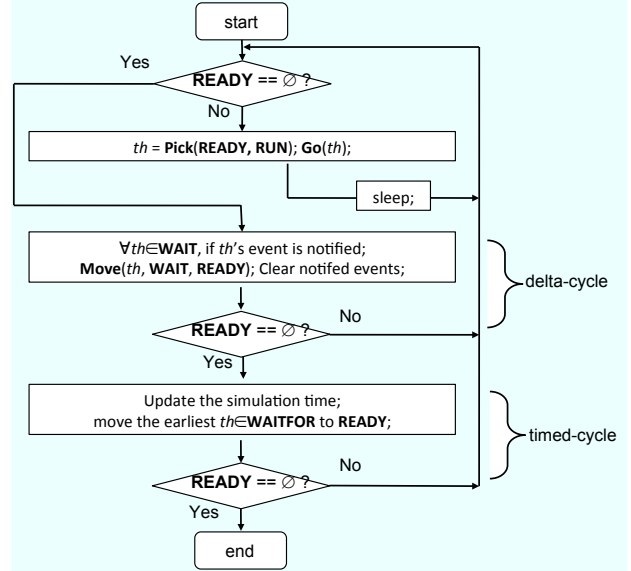 start
Yes
READY == ∅ ?
No
th = Pick(READY, RUN); Go(th);
sleep;
∀th∈WAIT, if th's event is notified;
Move(th, WAIT, READY); Clear notifed events;
delta-cycle
READY == ∅ ?
No
Yes
Update the simulation time;
move the earliest th∈WAITFOR to READY;
timed-cycle
READY == ∅ ?
No
Yes
end